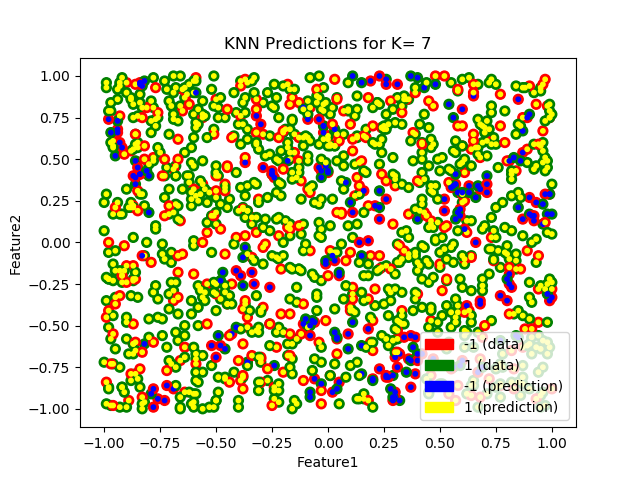 KNN Predictions for K= 7
1.00
0.75
0.50
0.25
0.00
−0.25
−0.50
−0.75
−1.00
Feature2
-1 (data)
1 (data)
-1 (prediction)
1 (prediction)
−1.00 −0.75 −0.50 −0.25 0.00 0.25 0.50 0.75 1.00
Feature1